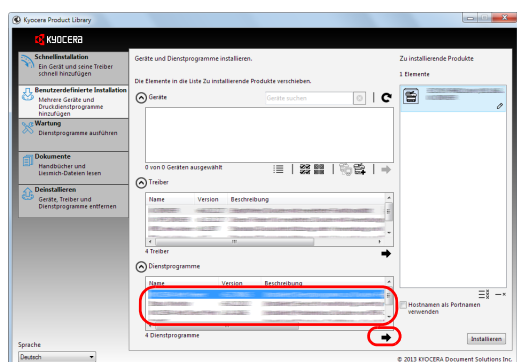 Kyocera Product Library
KYOCERA
Schnellinstallation
Ein Gerät und seine Treiber
schnell hinzufügen
Benutzerdefinierte Installation
Mehrere Geräte und
Druckdienstprogramme
hinzufügen
Wartung
Dienstprogramme ausführen
Dokumente
Handbücher und
Liesmich-Dateien lesen
Deinstallieren
Geräte, Treiber und
Dienstprogramme entfernen
Sprache
Deutsch
Geräte und Dienstprogramme installieren.
Die Elemente in die Liste Zu installierende Produkte verschieben.
Geräte
Geräte suchen
0 von 0 Geräten ausgewählt
Treiber
Name Version Beschreibung
4 Treiber
Dienstprogramme
Name Version Beschreibung
4 Dienstprogramme
Zu installierende Produkte
1 Elemente
Hostnamen als Portnamen
verwenden
Installieren
© 2013 KYOCERA Document Solutions Inc.